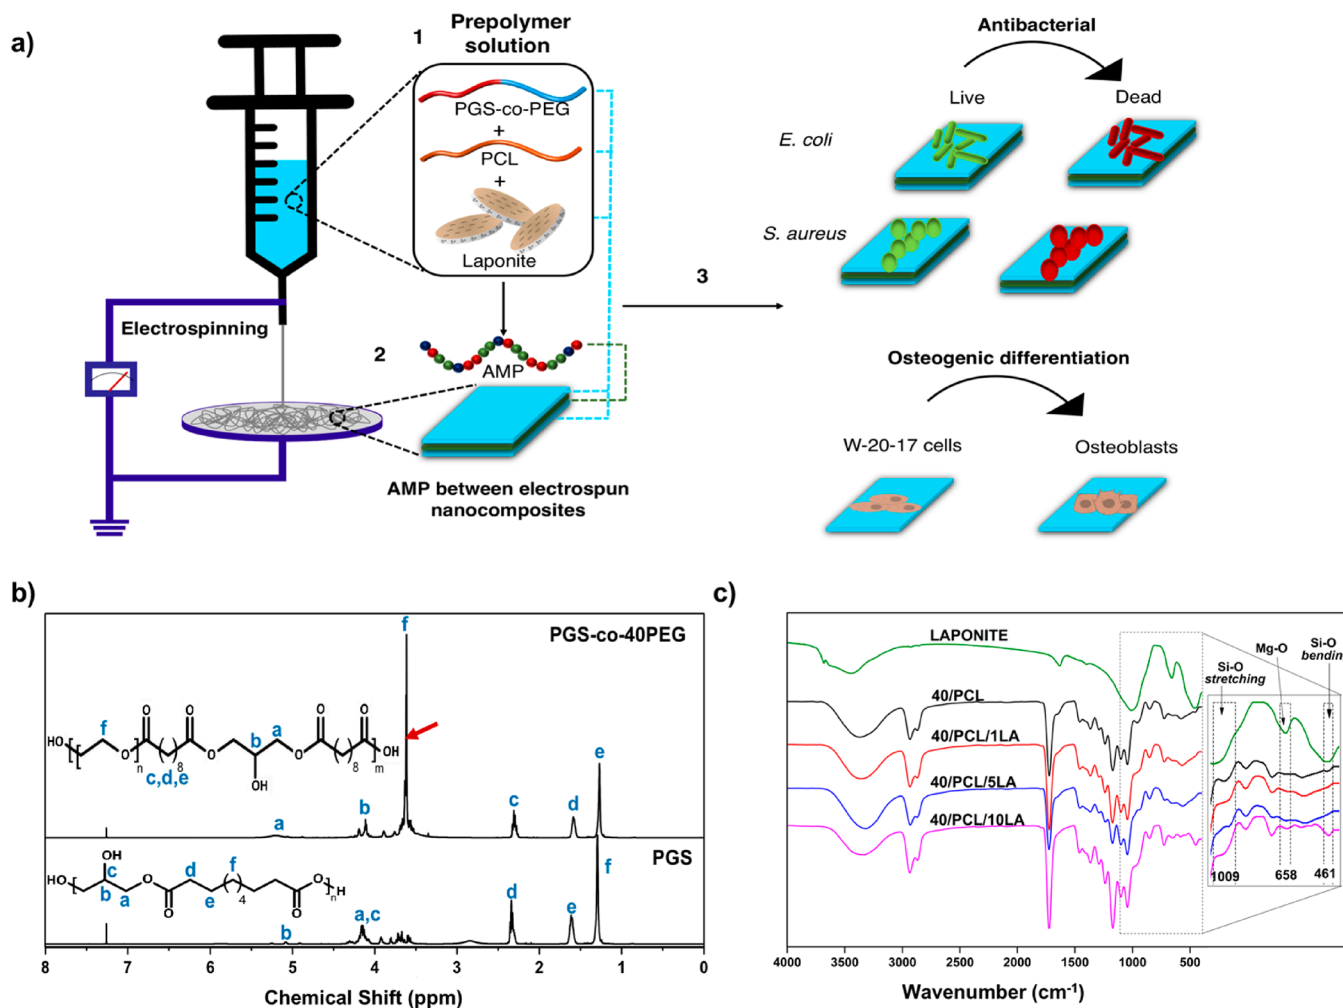 a)
1
Prepolymer
solution
PGS-co-PEG
+
PCL
+
Laponite
Electrospinning
2
AMP
AMP between electrospun
nanocomposites
3
Antibacterial
Live
Dead
E. coli
S. aureus
Osteogenic differentiation
W-20-17 cells
Osteoblasts
b)
PGS-co-40PEG
f
HO
f
O
n
O
O
8
c,d,e
O
b
a
OH
O
O
O
8
O
OH
m
a
b
c
d
e
PGS
OH
HO
c
b
a
O
O
d
e
f
4
O
O
H
n
b
a,c
d
e
f
8
7
6
5
4
3
2
1
0
Chemical Shift (ppm)
c)
LAPONITE
40/PCL
40/PCL/1LA
40/PCL/5LA
40/PCL/10LA
Si-O
stretching
Mg-O
Si-O
bendin
1009
658
461
4000
3500
3000
2500
2000
1500
1000
500
Wavenumber (cm⁻¹)